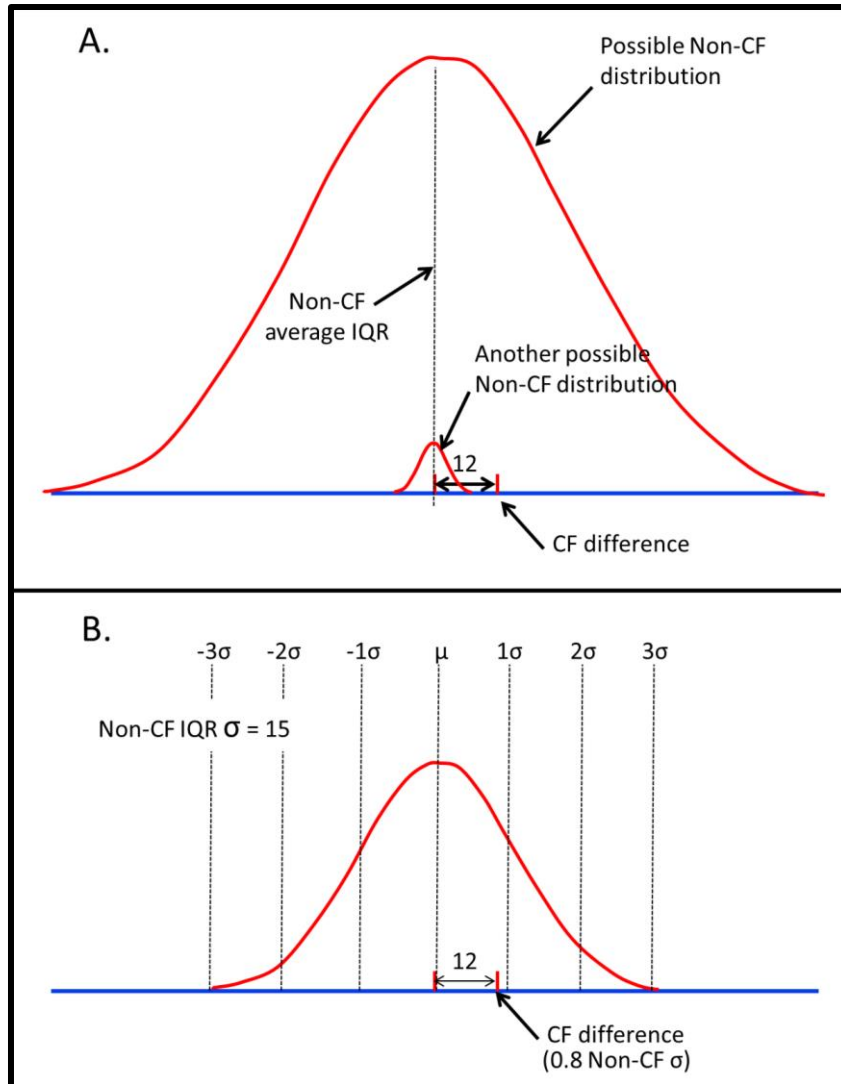 A.
Possible Non-CF
distribution
Non-CF
average IQR
Another possible
Non-CF distribution
12
CF difference
B.
-3σ -2σ -1σ μ 1σ 2σ 3σ
Non-CF IQR σ = 15
12
CF difference
(0.8 Non-CF σ)